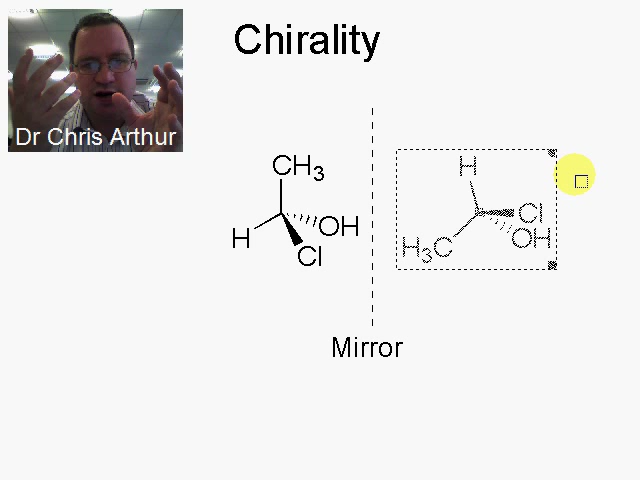 Chirality
Dr Chris Arthur
CH3
H
OH
Cl
H
Cl
OH
H3C
Mirror